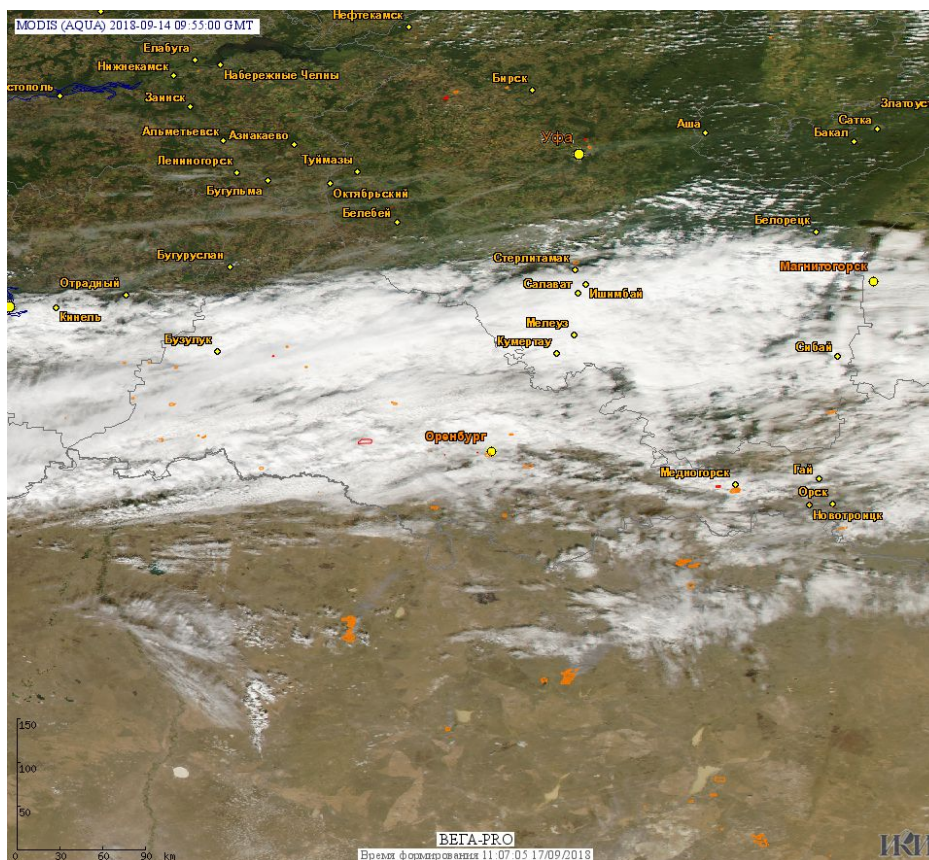 MODIS (AQUA) 2018-09-14 09:55:00 GMT
Нефтекамск
Елабуга
Нижнекамск
Набережные Челны
Бирск
стополь
Заинск
Златоус
Сатка
Аша
Бакал
Альметьевск
Азнакаево
Уфа
Лениногорск
Туймазы
Бугульма
Октябрьский
Белебей
Белорецк
Бугуруслан
Стерлитамак
Магнитогорск
Отрадный
Салават
Ишимбай
Кинель
Мелеуз
Бузулук
Кумертау
Сибай
Оренбург
Медногорск
Гай
Орск
Новотроицк
150
100
50
0 30 60 90 km
ВЕГА-PRO
Время формирования 11:07:05 17/09/2018
ИКИ